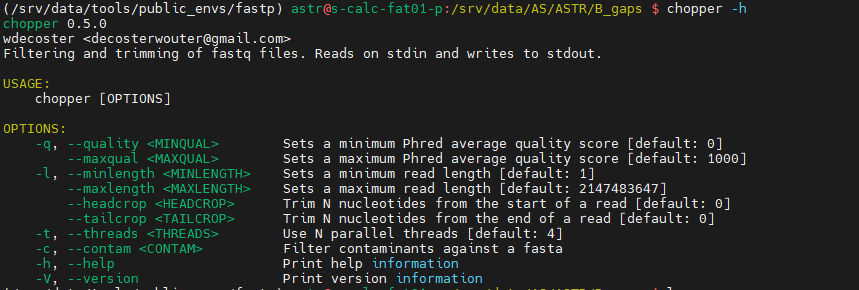 (/srv/data/tools/public_envs/fastp) astr@s-calc-fat01-p:/srv/data/AS/ASTR/B_gaps $ chopper -h
chopper 0.5.0
wdecoster <decosterwouter@gmail.com>
Filtering and trimming of fastq files. Reads on stdin and writes to stdout.
USAGE:
chopper [OPTIONS]
OPTIONS:
-q, --quality <MINQUAL> Sets a minimum Phred average quality score [default: 0]
--maxqual <MAXQUAL> Sets a maximum Phred average quality score [default: 1000]
-l, --minlength <MINLENGTH> Sets a minimum read length [default: 1]
--maxlength <MAXLENGTH> Sets a maximum read length [default: 2147483647]
--headcrop <HEADCROP> Trim N nucleotides from the start of a read [default: 0]
--tailcrop <TAILCROP> Trim N nucleotides from the end of a read [default: 0]
-t, --threads <THREADS> Use N parallel threads [default: 4]
-c, --contam <CONTAM> Filter contaminants against a fasta
-h, --help Print help information
-V, --version Print version information